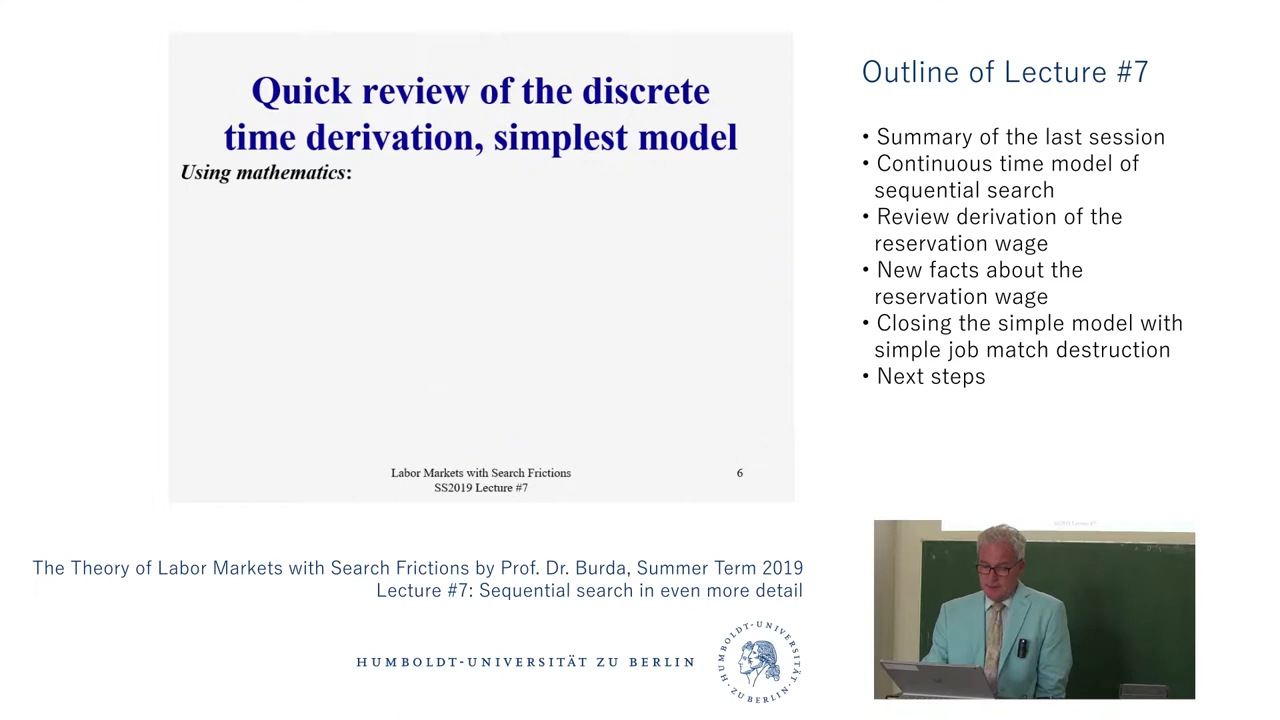 Quick review of the discrete
time derivation, simplest model
Using mathematics:
Labor Markets with Search Frictions
SS2019 Lecture #7
6
Outline of Lecture #7
• Summary of the last session
• Continuous time model of
sequential search
• Review derivation of the
reservation wage
• New facts about the
reservation wage
• Closing the simple model with
simple job match destruction
• Next steps
The Theory of Labor Markets with Search Frictions by Prof. Dr. Burda, Summer Term 2019
Lecture #7: Sequential search in even more detail
HUMBOLDT-UNIVERSITÄT ZU BERLIN
HUMBOLDT-UNIVERSITÄT
ZU BERLIN